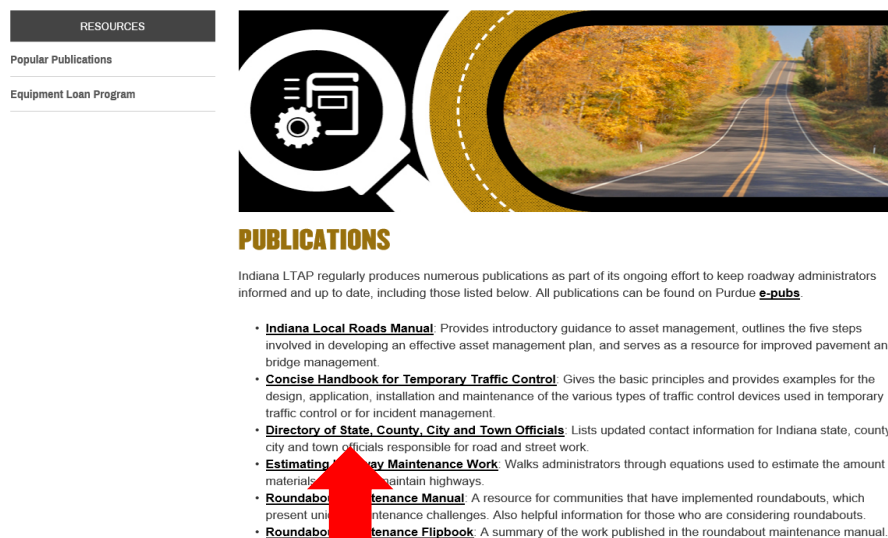 RESOURCES
Popular Publications
Equipment Loan Program
PUBLICATIONS
Indiana LTAP regularly produces numerous publications as part of its ongoing effort to keep roadway administrators
informed and up to date, including those listed below. All publications can be found on Purdue e-pubs.
• Indiana Local Roads Manual: Provides introductory guidance to asset management, outlines the five steps
involved in developing an effective asset management plan, and serves as a resource for improved pavement an
bridge management.
• Concise Handbook for Temporary Traffic Control: Gives the basic principles and provides examples for the
design, application, installation and maintenance of the various types of traffic control devices used in temporary
traffic control or for incident management.
• Directory of State, County, City and Town Officials: Lists updated contact information for Indiana state, county
city and town officials responsible for road and street work.
• Estimating way Maintenance Work: Walks administrators through equations used to estimate the amount
materials maintain highways.
• Roundabou tenance Manual: A resource for communities that have implemented roundabouts, which
present uni ntenance challenges. Also helpful information for those who are considering roundabouts.
• Roundabo tenance Flipbook: A summary of the work published in the roundabout maintenance manual.